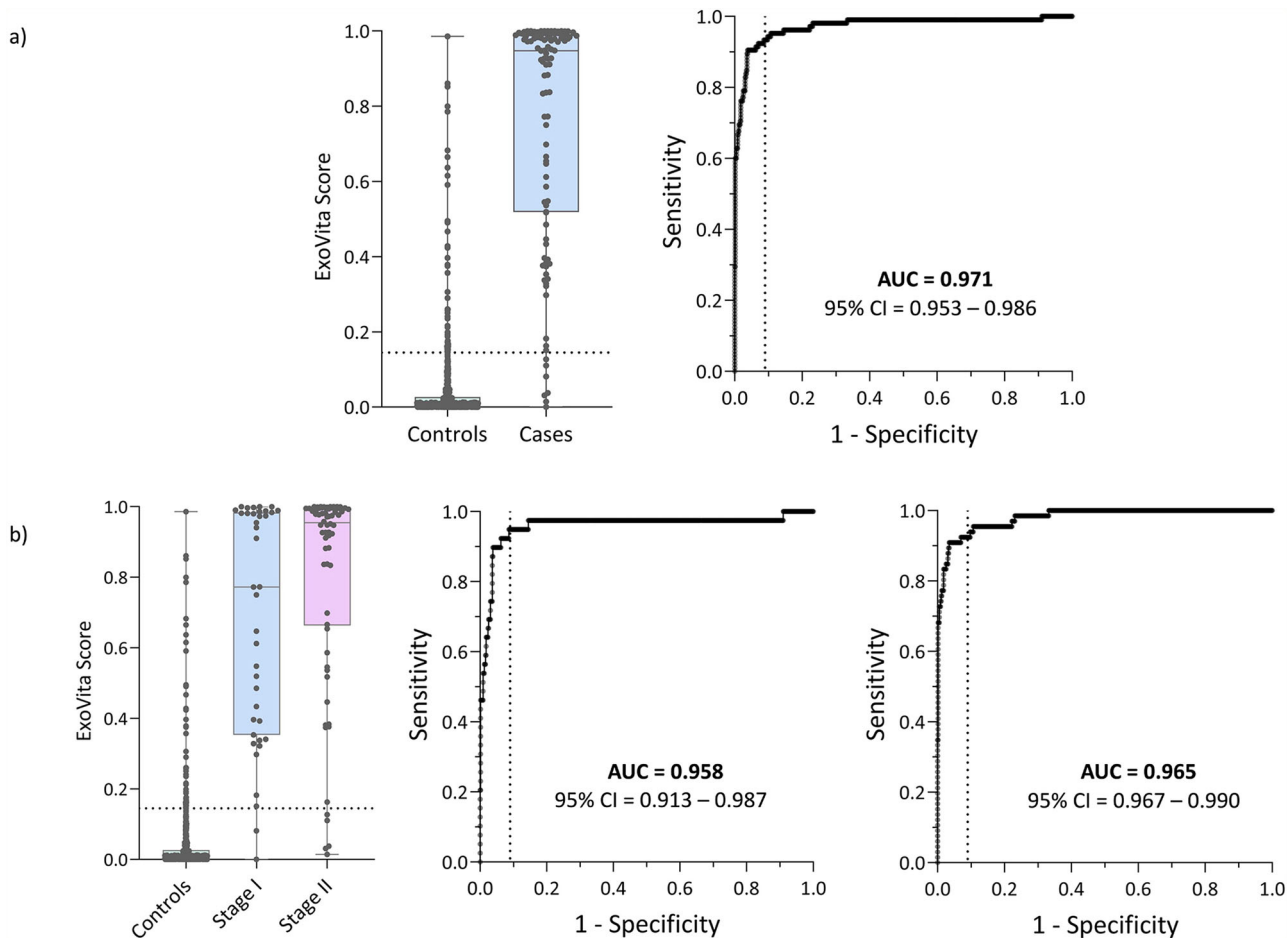 a)
ExoVita Score
1.0
0.8
0.6
0.4
0.2
0.0
Controls
Cases
Sensitivity
1.0
0.8
0.6
0.4
0.2
0.0
0.0
0.2
0.4
0.6
0.8
1.0
1 - Specificity
AUC = 0.971
95% CI = 0.953 – 0.986
b)
ExoVita Score
1.0
0.8
0.6
0.4
0.2
0.0
Controls
Stage I
Stage II
Sensitivity
1.0
0.8
0.6
0.4
0.2
0.0
0.0
0.2
0.4
0.6
0.8
1.0
1 - Specificity
AUC = 0.958
95% CI = 0.913 – 0.987
Sensitivity
1.0
0.8
0.6
0.4
0.2
0.0
0.0
0.2
0.4
0.6
0.8
1.0
1 - Specificity
AUC = 0.965
95% CI = 0.967 – 0.990